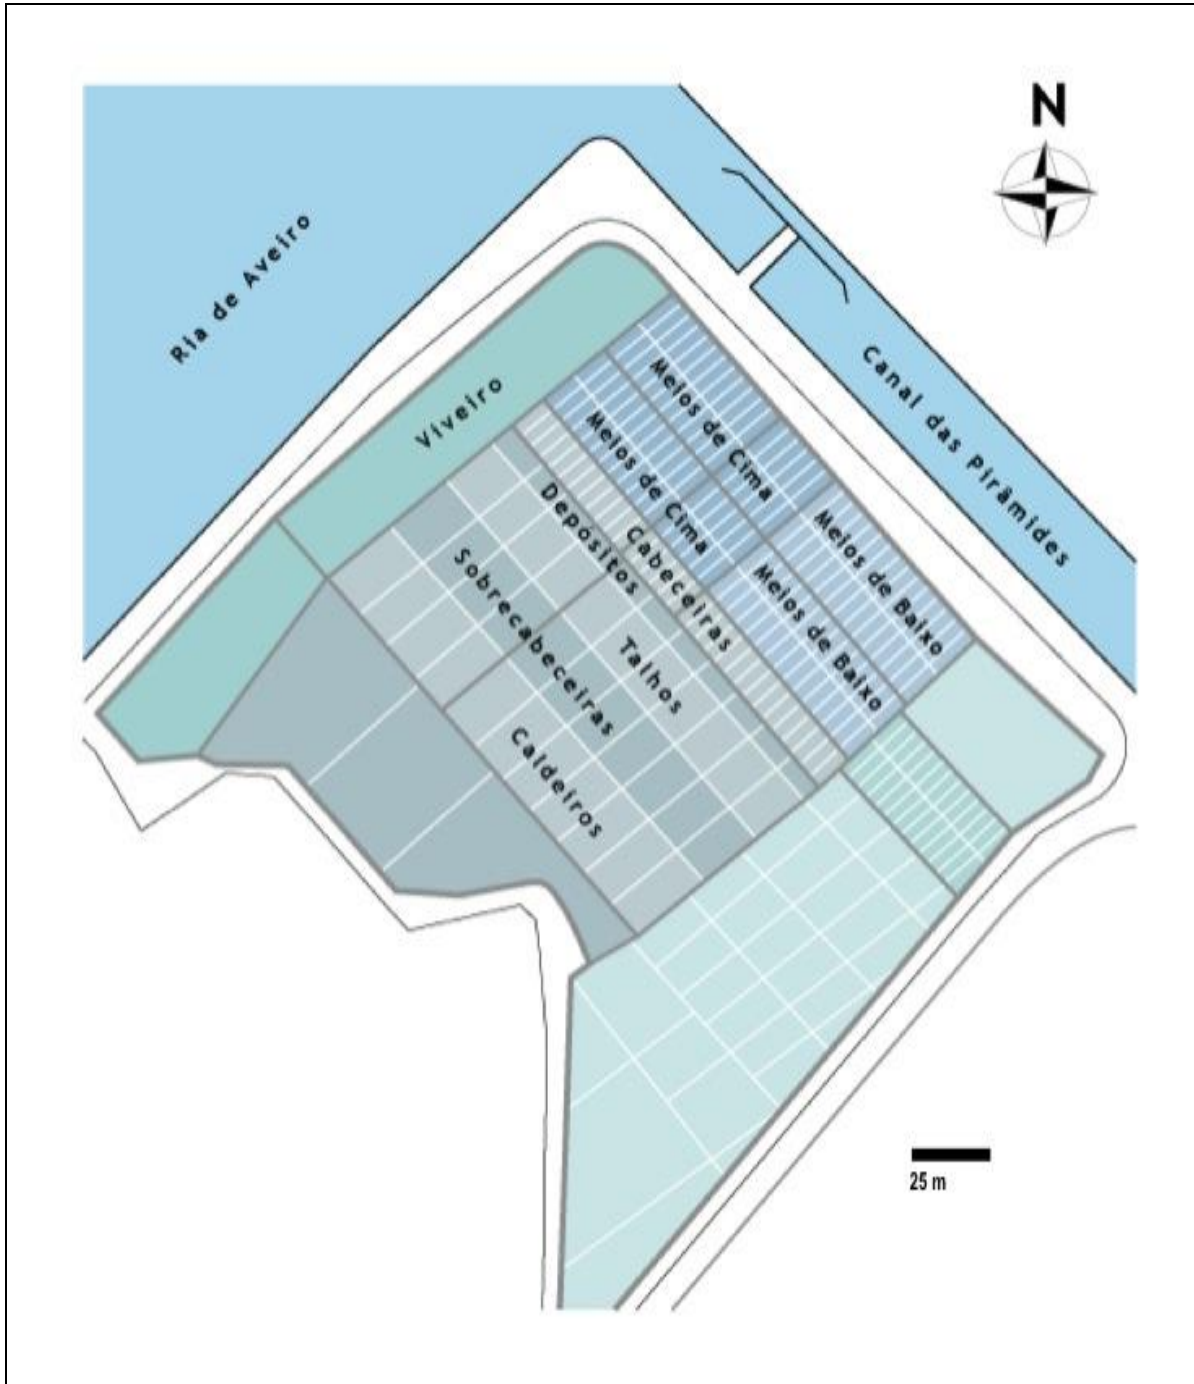 N
Ria de Aveiro
Viveiro
Canal das Pirâmides
Meios de Cima
Meios de Cima
Meios de Baixo
Meios de Baixo
Depósitos
Cabeceiras
Sobrecabeceiras
Talhos
Caldeiros
25 m